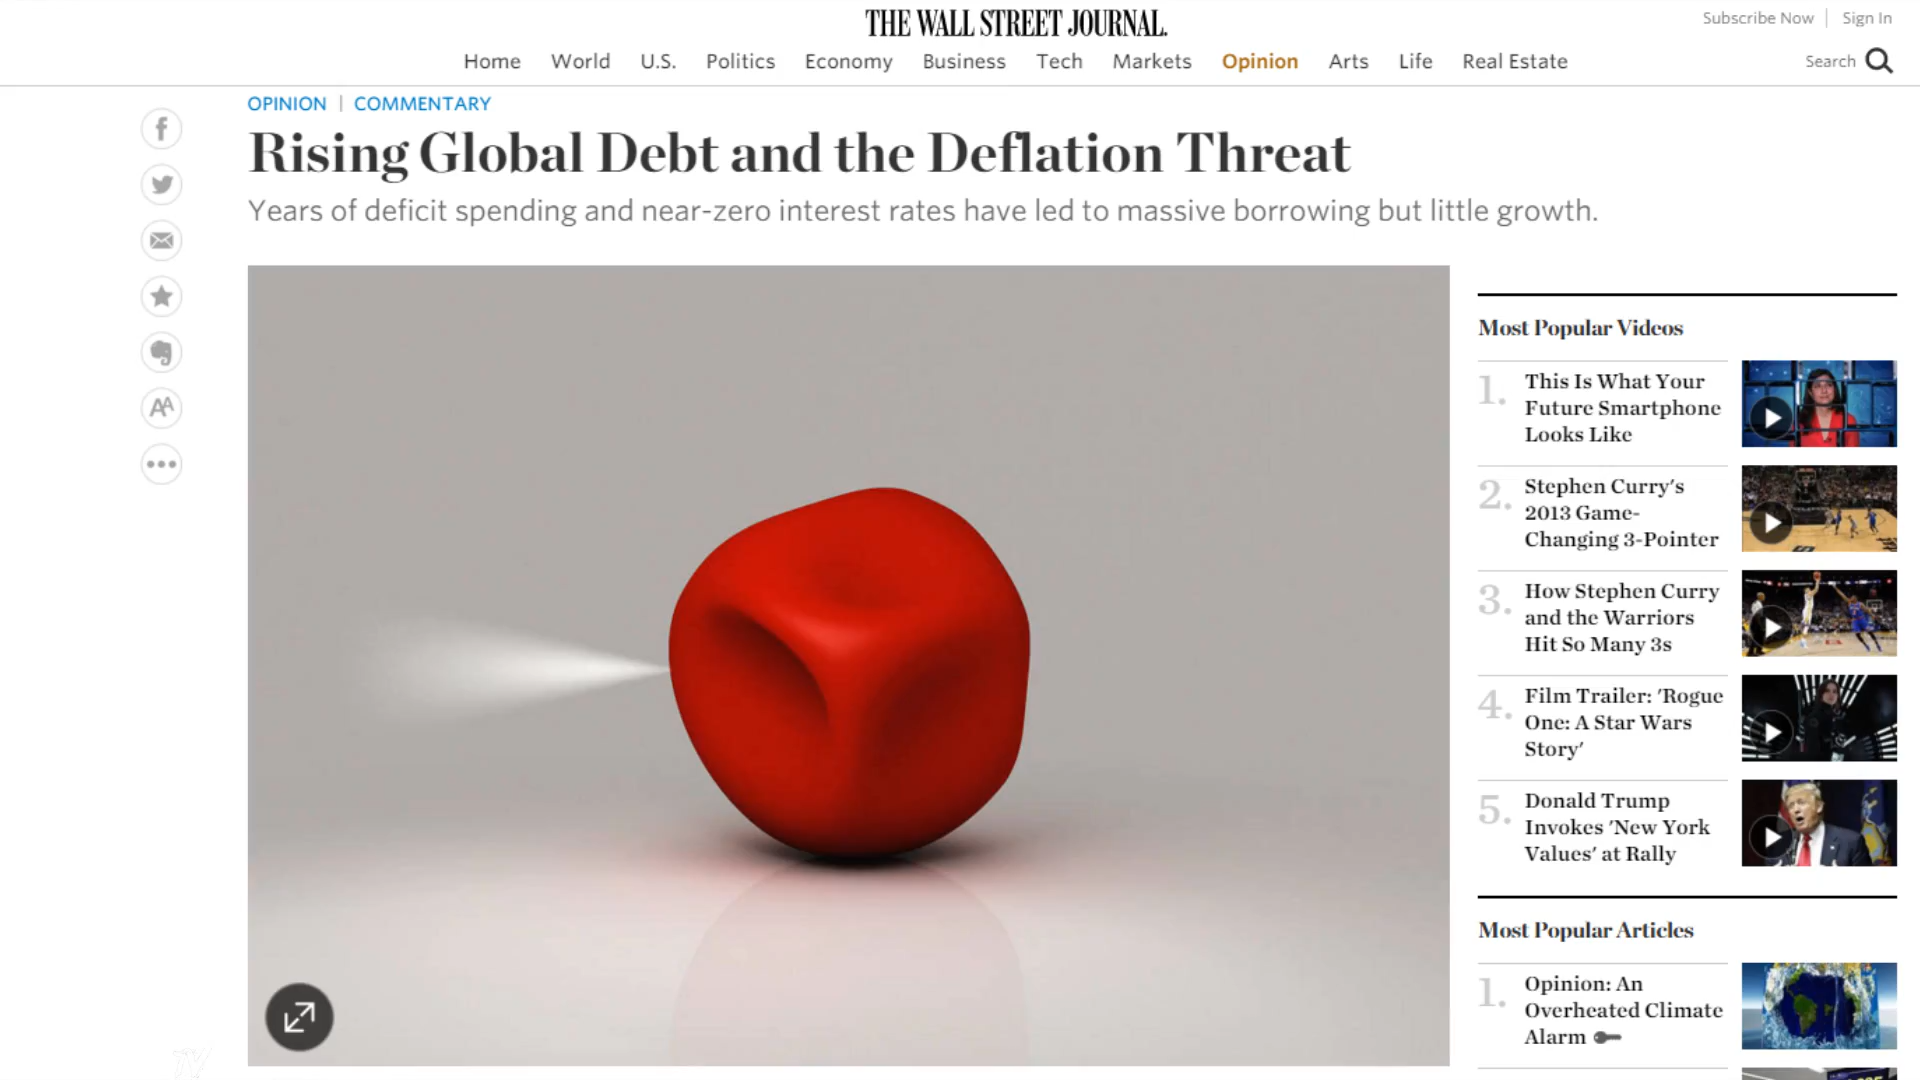 THE WALL STREET JOURNAL.
Subscribe Now | Sign In
Home World U.S. Politics Economy Business Tech Markets Opinion Arts Life Real Estate
Search
OPINION | COMMENTARY
Rising Global Debt and the Deflation Threat
Years of deficit spending and near-zero interest rates have led to massive borrowing but little growth.
f
AA
Most Popular Videos
1. This Is What Your
Future Smartphone
Looks Like
2. Stephen Curry's
2013 Game-
Changing 3-Pointer
3. How Stephen Curry
and the Warriors
Hit So Many 3s
4. Film Trailer: 'Rogue
One: A Star Wars
Story'
5. Donald Trump
Invokes 'New York
Values' at Rally
Most Popular Articles
1. Opinion: An
Overheated Climate
Alarm